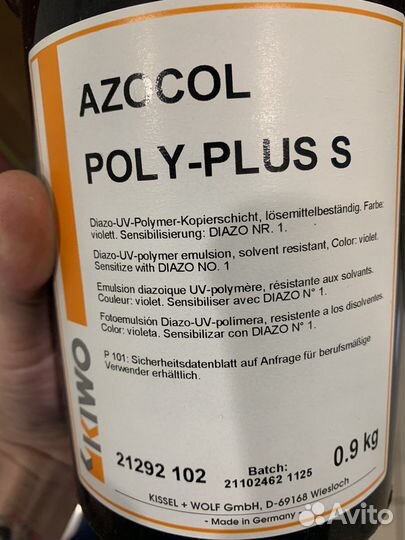 AZOCOL
POLY-PLUS S
Diazo-UV-Polymer-Kopierschicht, lösemittelbeständig. Farbe:
violett. Sensibilisierung: DIAZO NR. 1.
Diazo-UV-polymer emulsion, solvent resistant, Color: violet.
Sensitize with DIAZO NO. 1
Emulsion diazoique UV-polymère, résistante aux solvants.
Couleur: violet. Sensibiliser avec DIAZO N° 1.
Fotoemulsión Diazo-UV-polímera, resistente a los disolventes.
Color: violeta. Sensibilizar con DIAZO N° 1.
P 101: Sicherheitsdatenblatt auf Anfrage für berufsmäßige
Verwender erhältlich.
KIWO
21292 102
Batch:
21102462 1125
0.9 kg
KISSEL + WOLF GmbH, D-69168 Wiesloch
- Made in Germany -
Avito